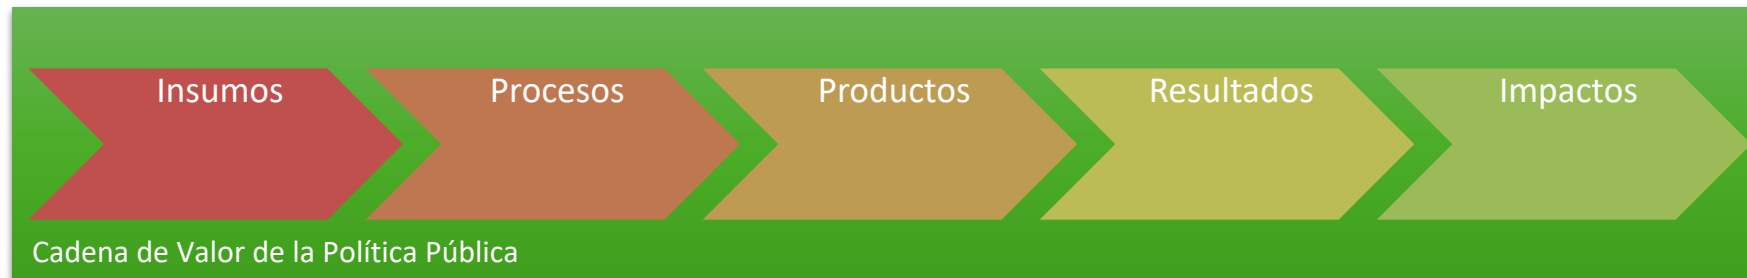 Insumos
Procesos
Productos
Resultados
Impactos
Cadena de Valor de la Política Pública